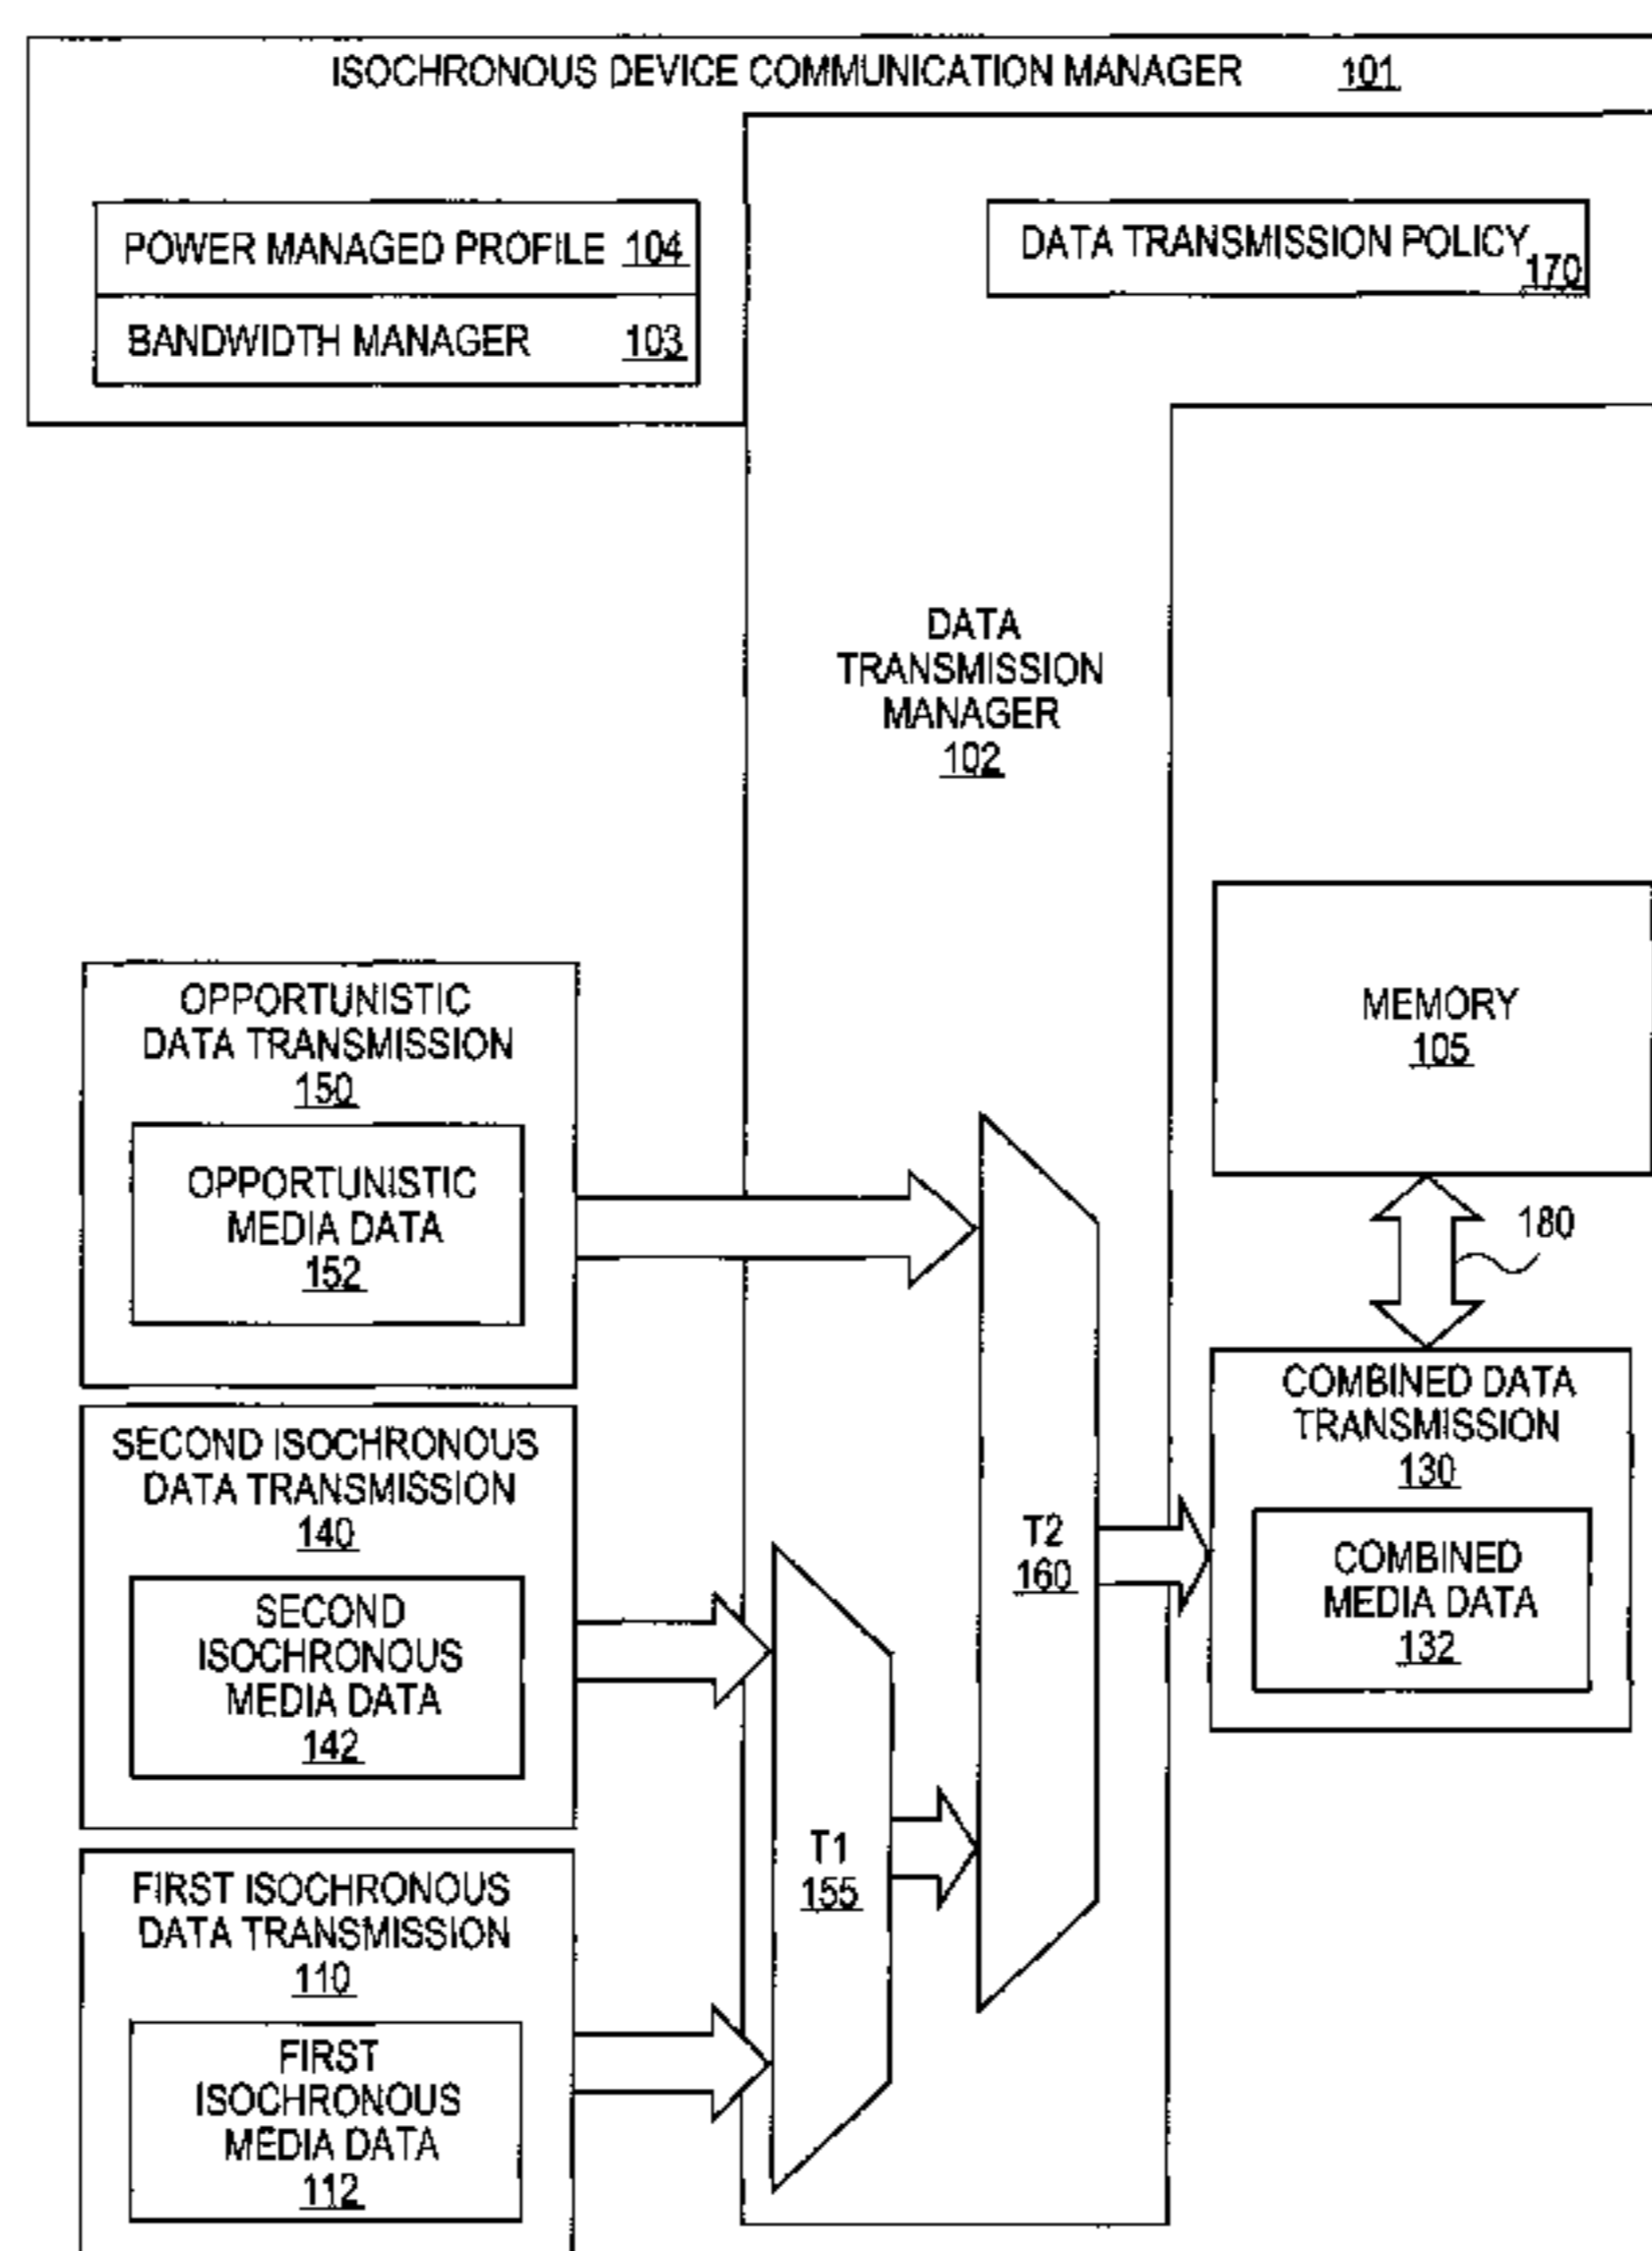 ISOCHRONOUS DEVICE COMMUNICATION MANAGER 101
POWER MANAGED PROFILE 104
BANDWIDTH MANAGER 103
DATA TRANSMISSION POLICY 170
DATA
TRANSMISSION
MANAGER
102
OPPORTUNISTIC
DATA TRANSMISSION
150
OPPORTUNISTIC
MEDIA DATA
152
MEMORY
105
180
SECOND ISOCHRONOUS
DATA TRANSMISSION
140
SECOND
ISOCHRONOUS
MEDIA DATA
142
COMBINED DATA
TRANSMISSION
130
COMBINED
MEDIA DATA
132
T2
160
T1
155
FIRST ISOCHRONOUS
DATA TRANSMISSION
110
FIRST
ISOCHRONOUS
MEDIA DATA
112